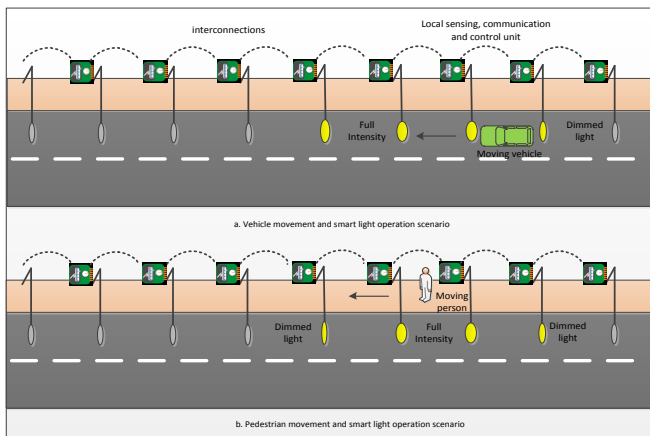 interconnections
Local sensing, communication
and control unit
Full
Intensity
Moving vehicle
Dimmed
light
a. Vehicle movement and smart light operation scenario
Moving
person
Dimmed
light
Full
Intensity
Dimmed
light
b. Pedestrian movement and smart light operation scenario